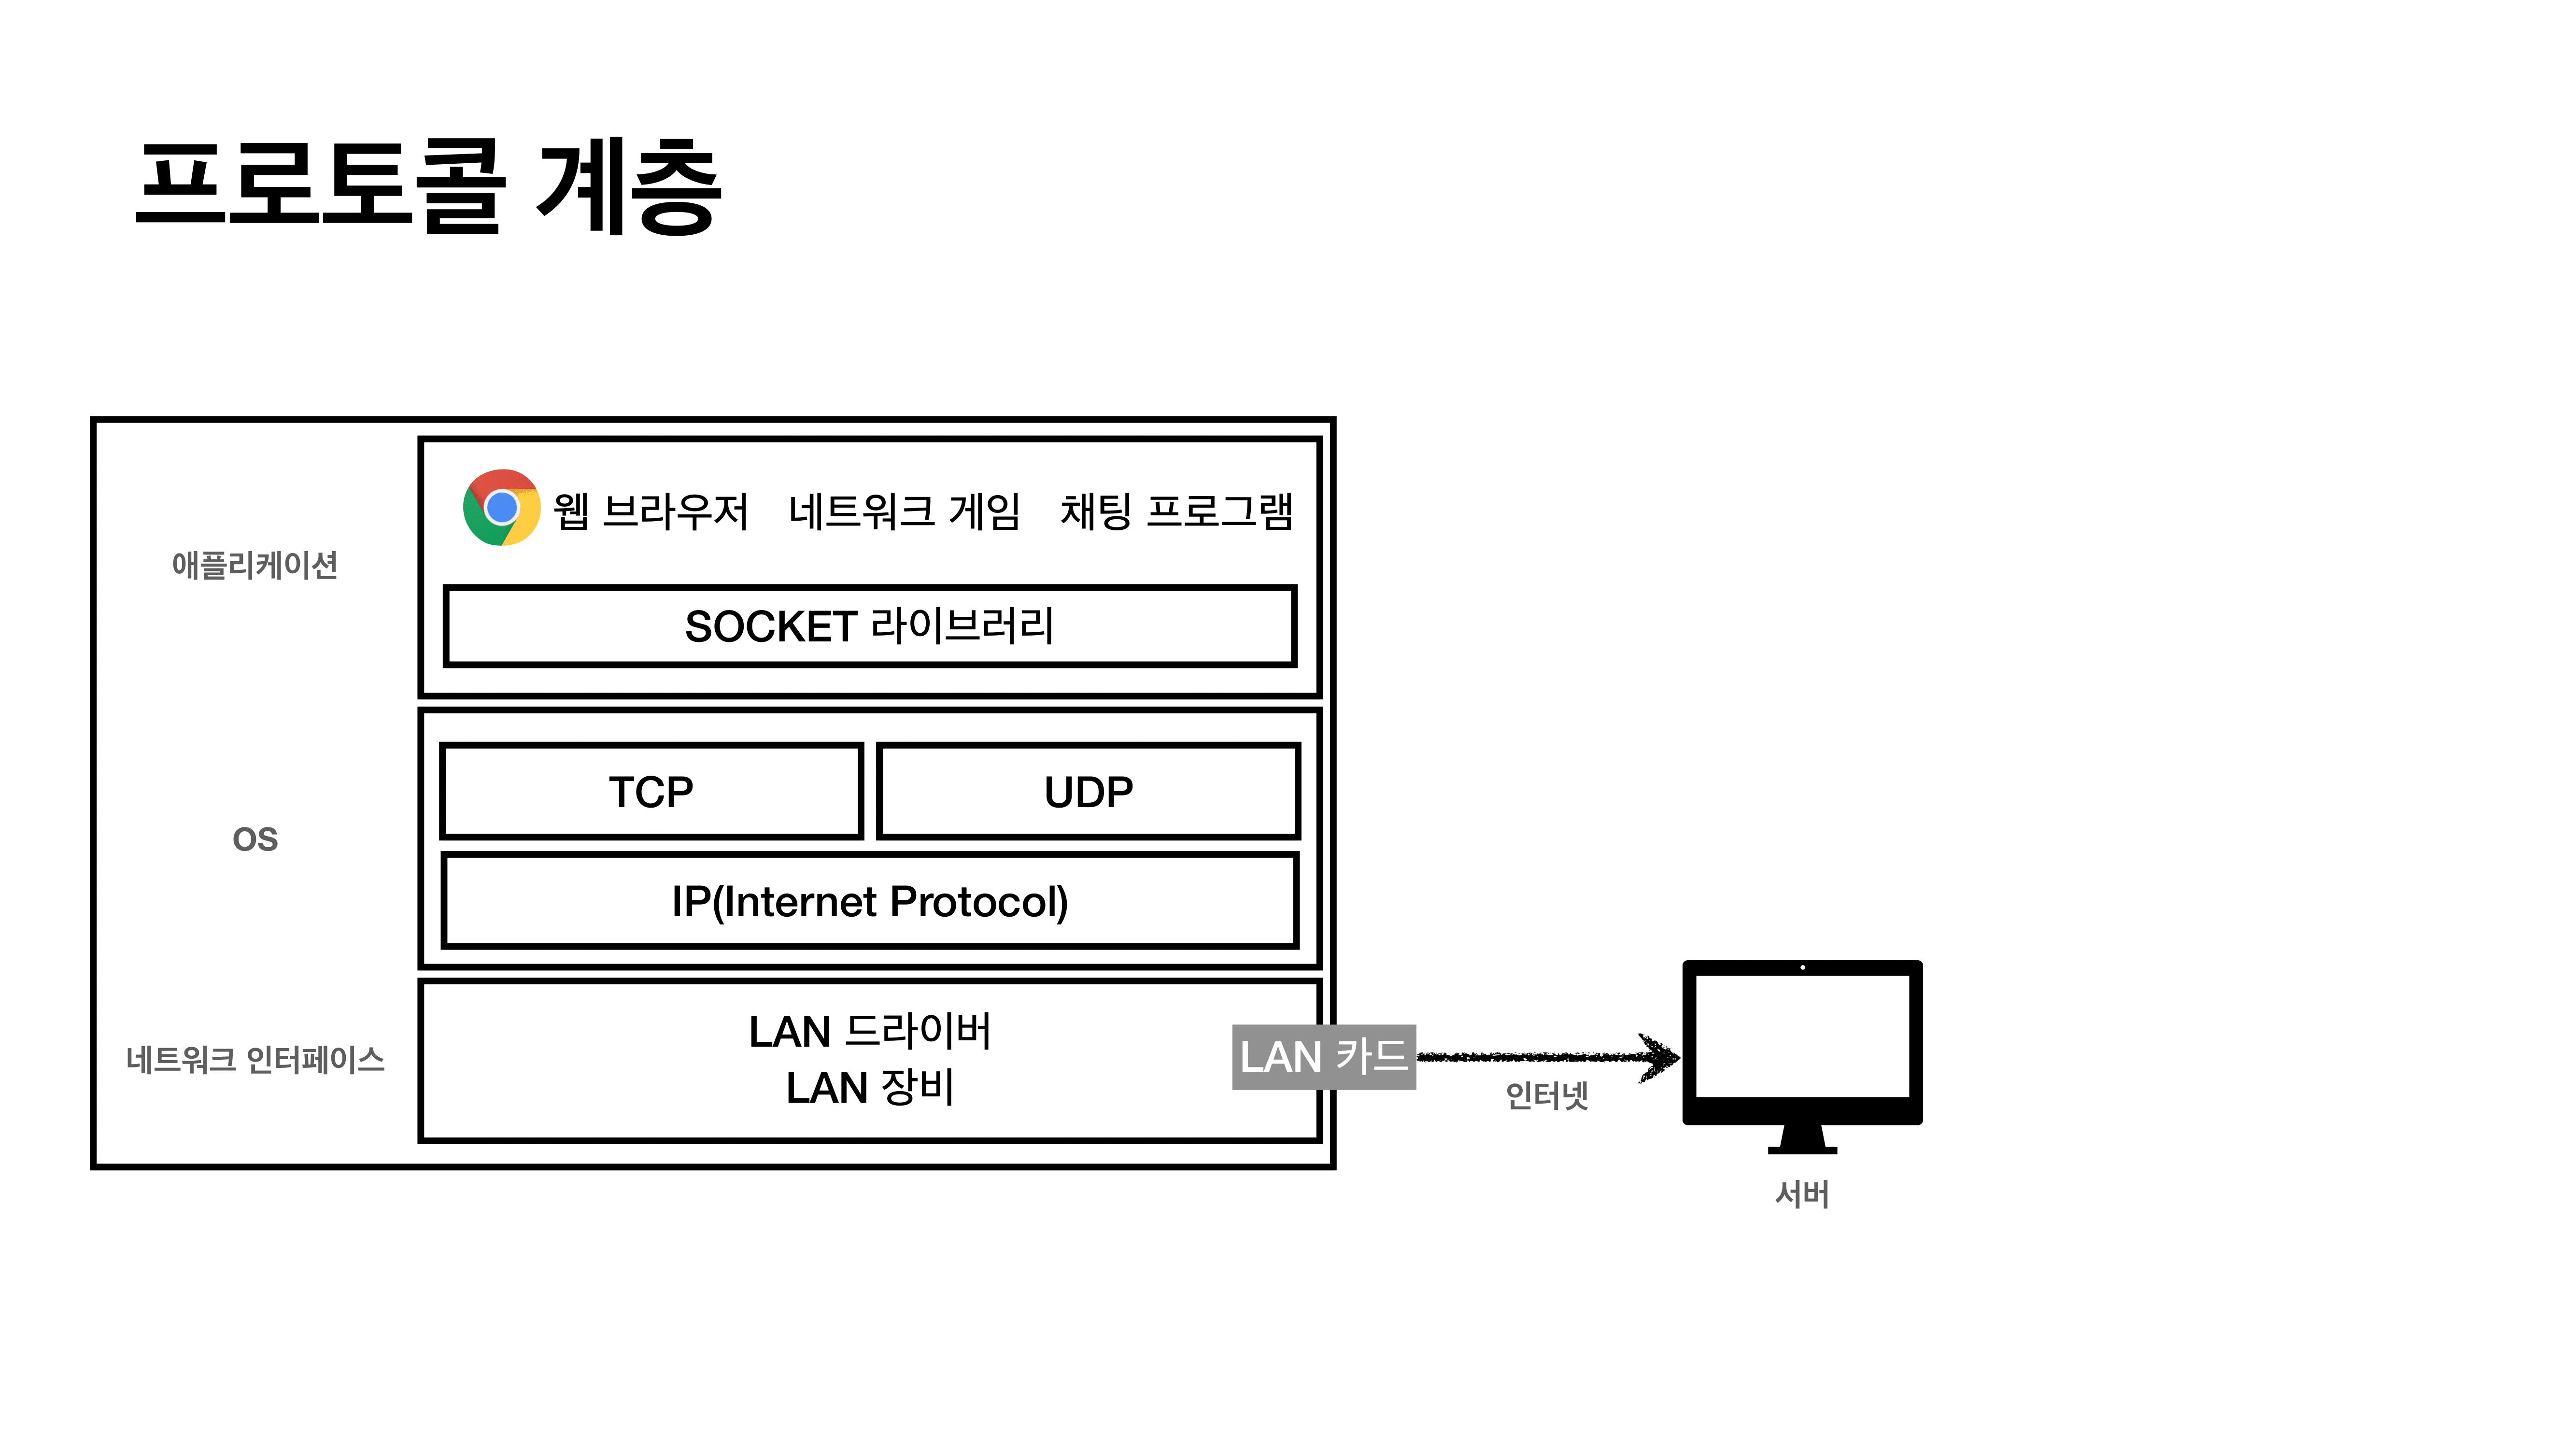 프로토콜 계층
애플리케이션
웹 브라우저 네트워크 게임 채팅 프로그램
SOCKET 라이브러리
OS
TCP
UDP
IP(Internet Protocol)
네트워크 인터페이스
LAN 드라이버
LAN 장비
LAN 카드
인터넷
서버